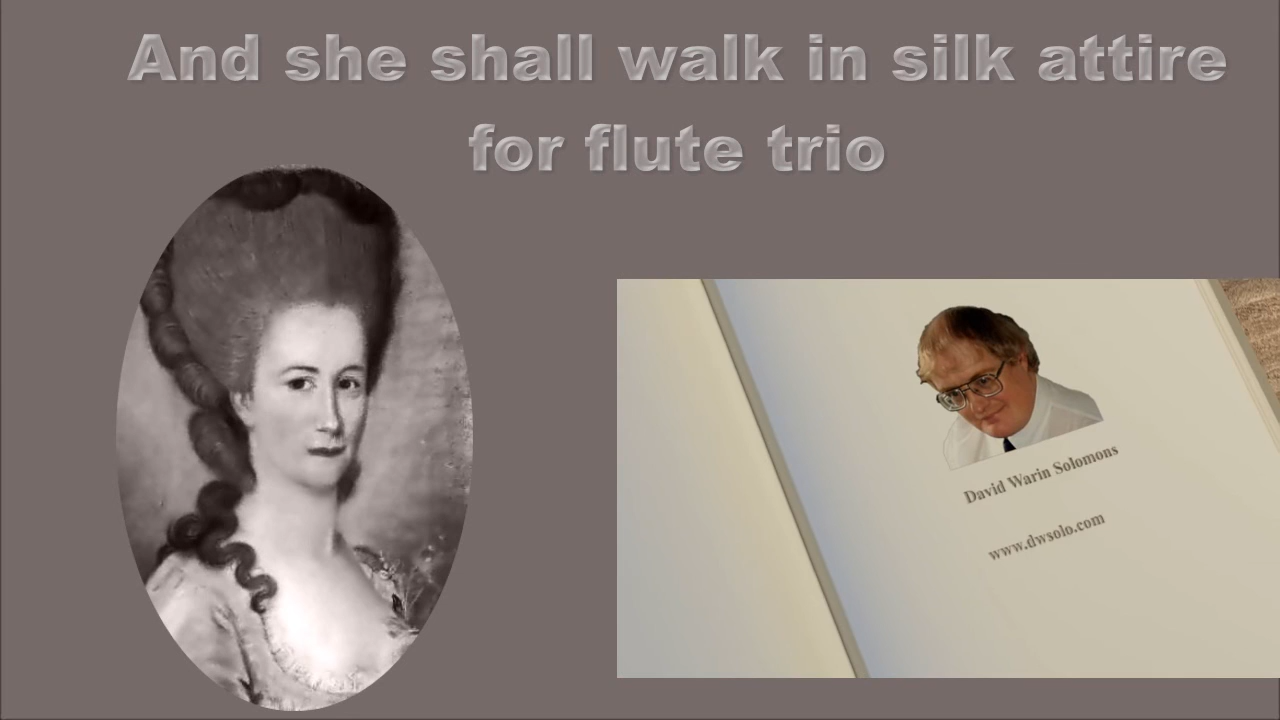 And she shall walk in silk attire
for flute trio
David Warin Solomons
www.dwsolo.com